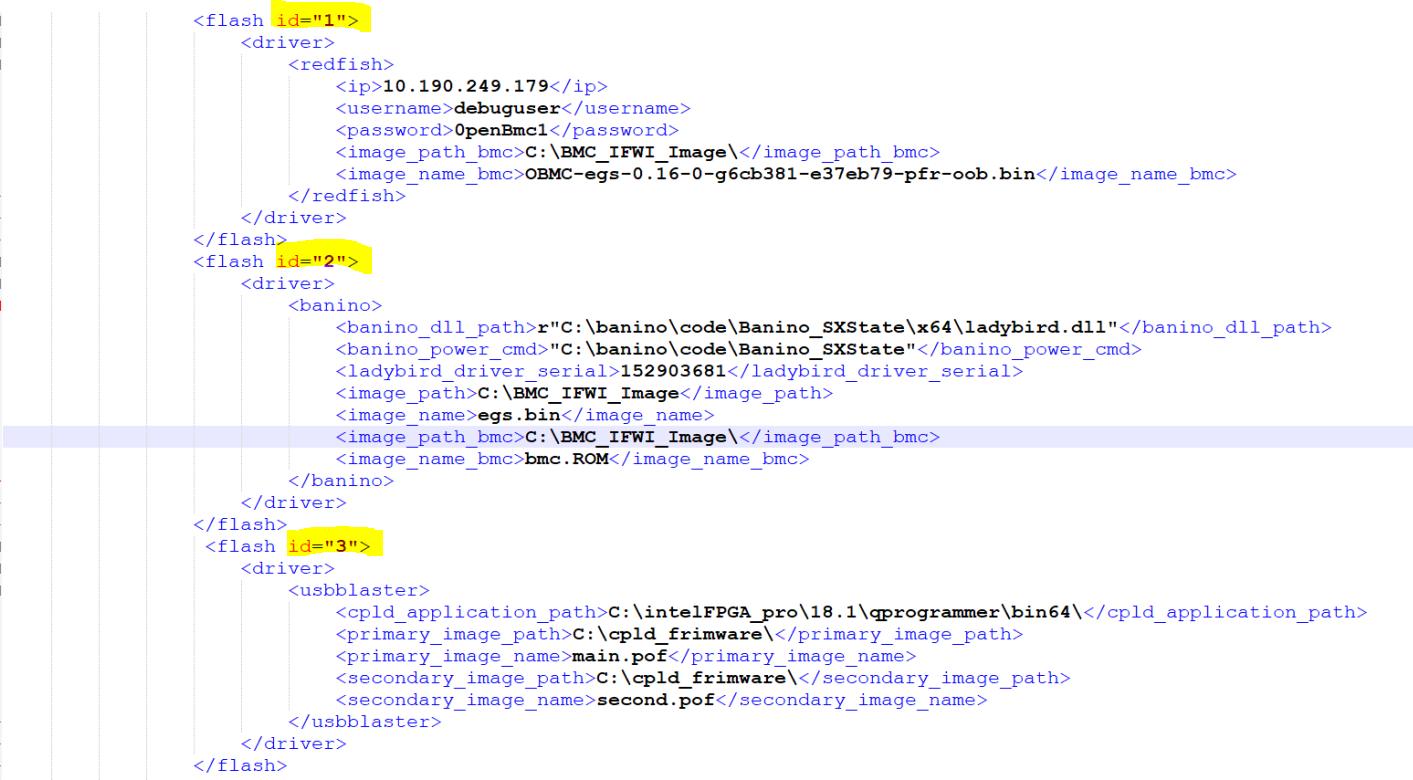 <flash id="1">
<driver>
<redfish>
<ip>10.190.249.179</ip>
<username>debuguser</username>
<password>0penBmc1</password>
<image_path_bmc>C:\BMC_IFWI_Image\</image_path_bmc>
<image_name_bmc>OBMC-egs-0.16-0-g6cb381-e37eb79-pfr-oob.bin</image_name_bmc>
</redfish>
</driver>
</flash>
<flash id="2">
<driver>
<banino>
<banino_dll_path>r"C:\banino\code\Banino_SXState\x64\ladybird.dll"</banino_dll_path>
<banino_power_cmd>"C:\banino\code\Banino_SXState"</banino_power_cmd>
<ladybird_driver_serial>152903681</ladybird_driver_serial>
<image_path>C:\BMC_IFWI_Image</image_path>
<image_name>egs.bin</image_name>
<image_path_bmc>C:\BMC_IFWI_Image\</image_path_bmc>
<image_name_bmc>bmc.ROM</image_name_bmc>
</banino>
</driver>
</flash>
<flash id="3">
<driver>
<usbblaster>
<cpld_application_path>C:\intelFPGA_pro\18.1\qprogrammer\bin64\</cpld_application_path>
<primary_image_path>C:\cpld_frimware\</primary_image_path>
<primary_image_name>main.pof</primary_image_name>
<secondary_image_path>C:\cpld_frimware\</secondary_image_path>
<secondary_image_name>second.pof</secondary_image_name>
</usbblaster>
</driver>
</flash>